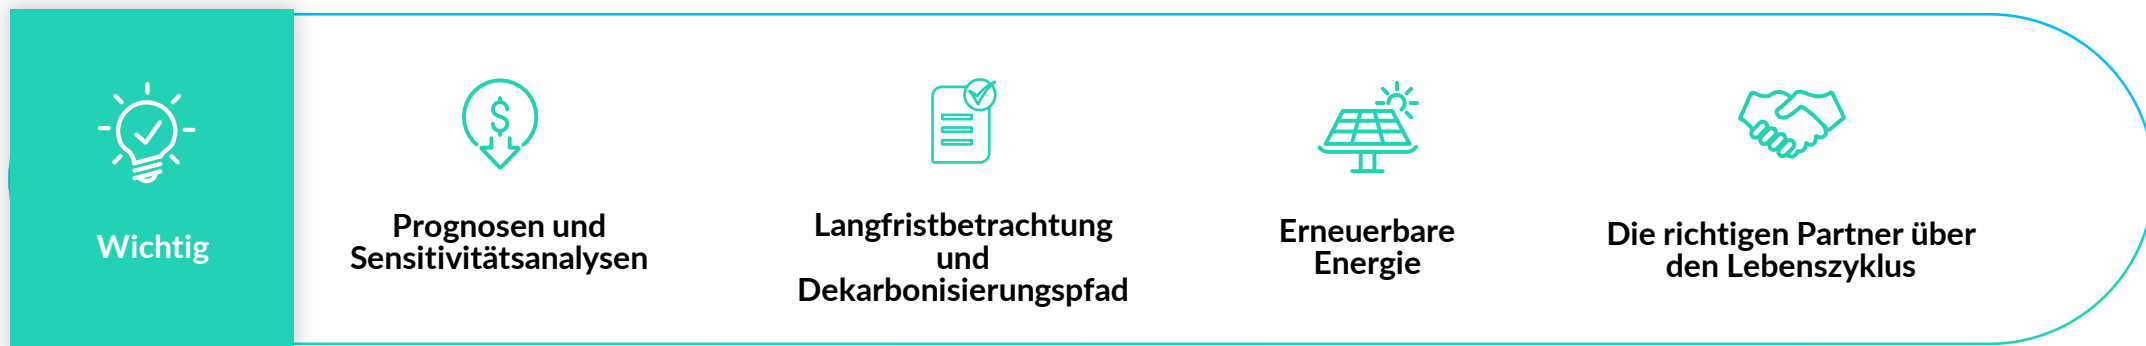 Wichtig
Prognosen und
Sensitivitätsanalysen
Langfristbetrachtung
und
Dekarbonisierungspfad
Erneuerbare
Energie
Die richtigen Partner über
den Lebenszyklus